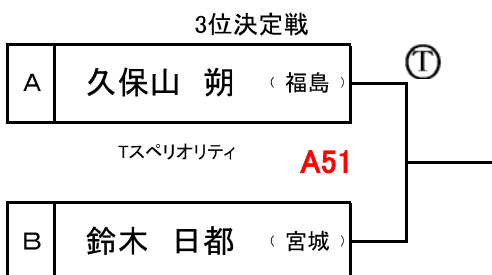 3位決定戦
Ⓣ
A 久保山 朔 （ 福島 ）
Tスペリオリティ A51
B 鈴木 日都 （ 宮城 ）